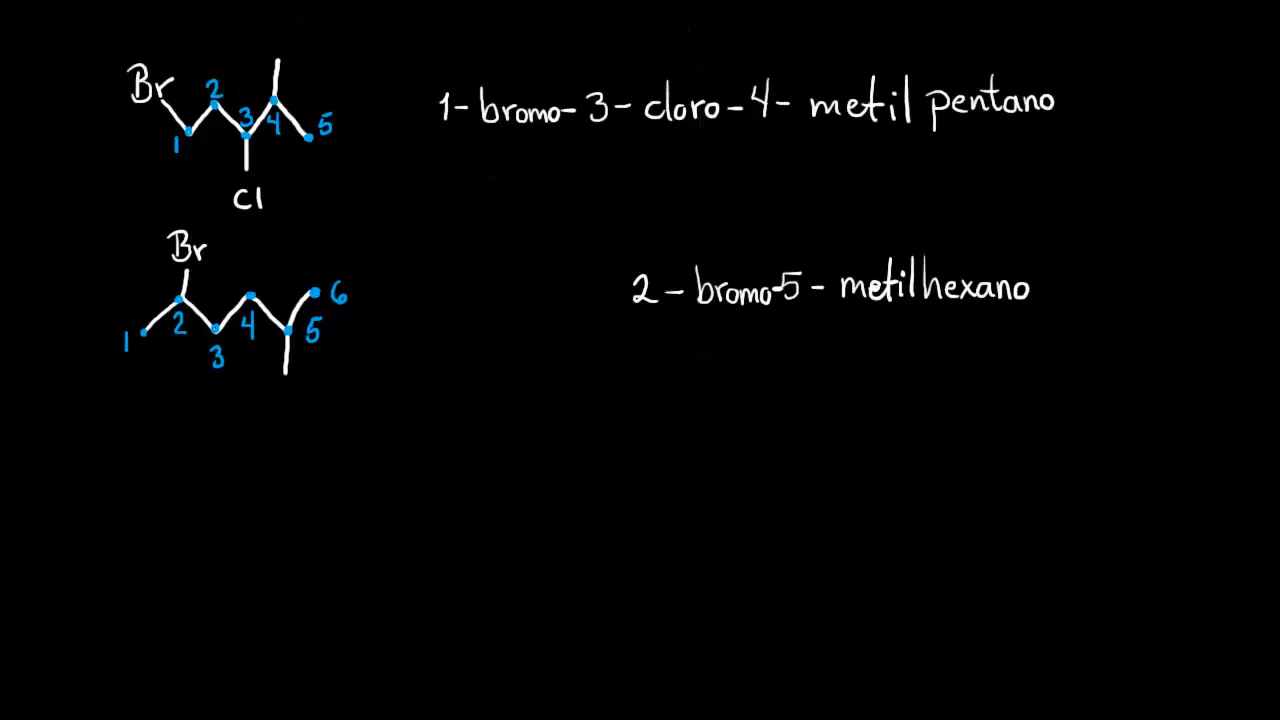 Br
2
3
4
5
1
Cl
1- bromo- 3- cloro- 4- metil pentano
Br
1
2
3
4
5
6
2 - bromo-5 - metilhexano